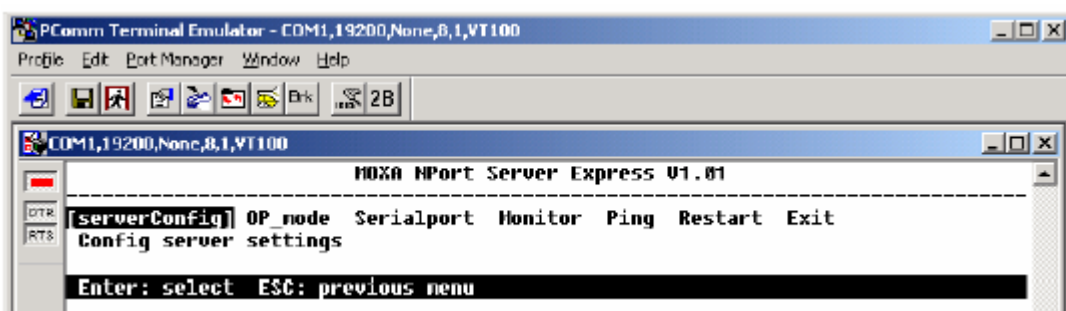 PComm Terminal Emulator - COM1,19200,None,8,1,VT100
Profile Edit Port Manager Window Help
Brk 2B
COM1,19200,None,8,1,VT100
MOXA NPort Server Express V1.01
DTR [serverConfig] OP_mode Serialport Monitor Ping Restart Exit
RTS Config server settings
Enter: select ESC: previous menu